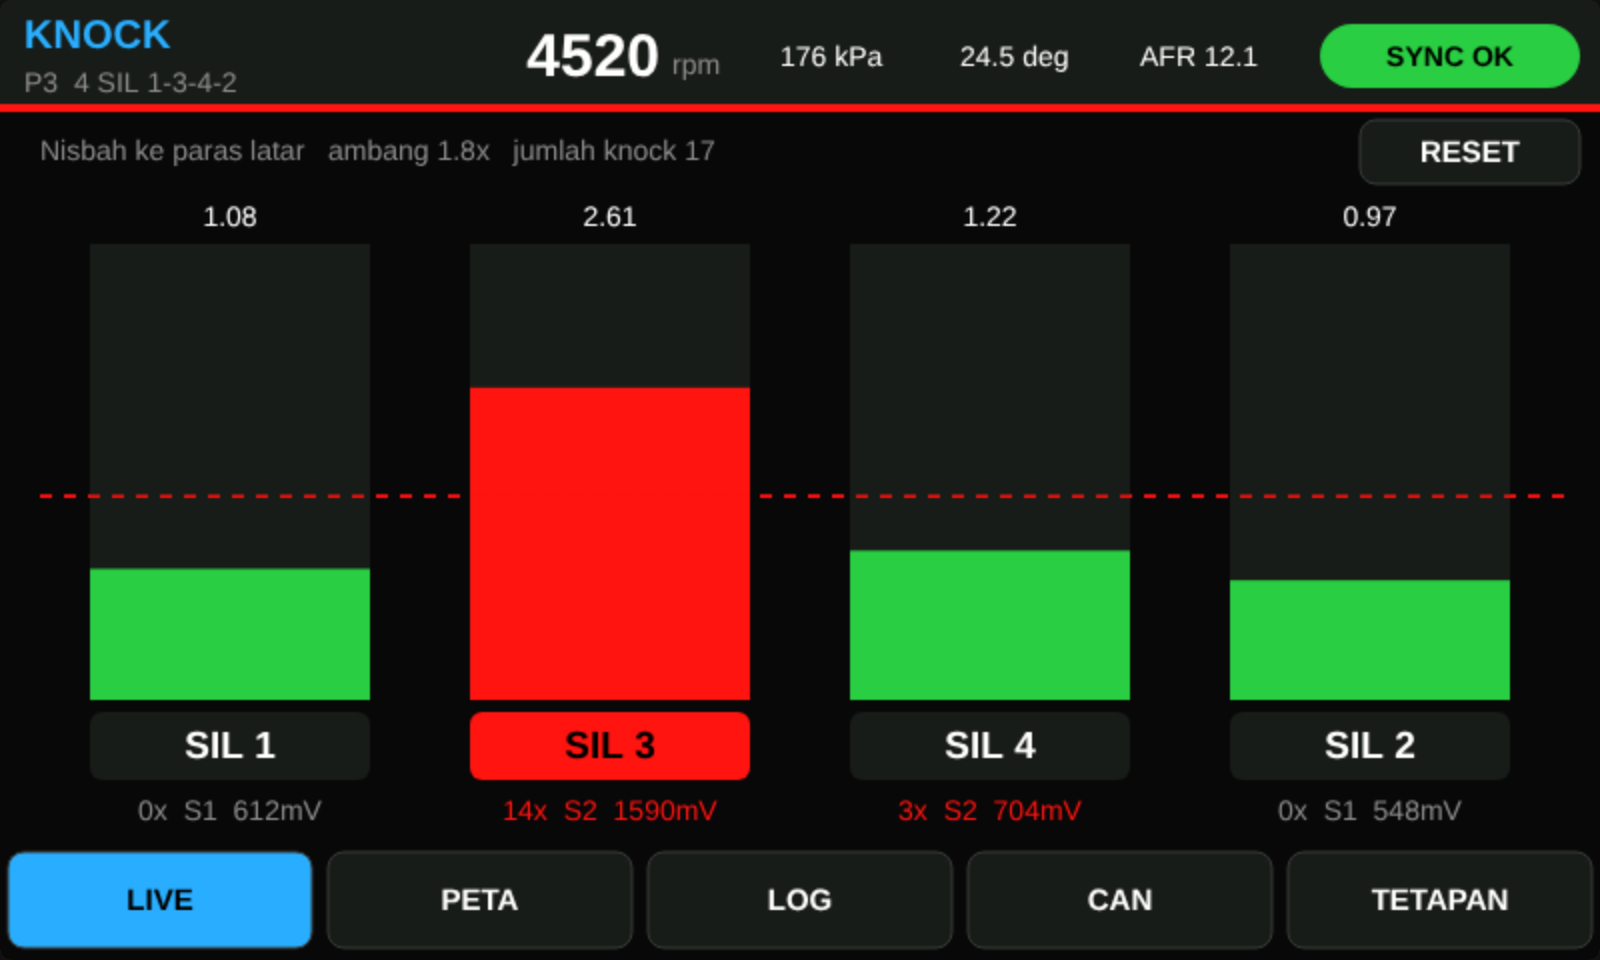 KNOCK
P3 4 SIL 1-3-4-2
4520 rpm
176 kPa
24.5 deg
AFR 12.1
SYNC OK
Nisbah ke paras latar ambang 1.8x jumlah knock 17
RESET
1.08
2.61
1.22
0.97
SIL 1
SIL 3
SIL 4
SIL 2
0x S1 612mV
14x S2 1590mV
3x S2 704mV
0x S1 548mV
LIVE
PETA
LOG
CAN
TETAPAN